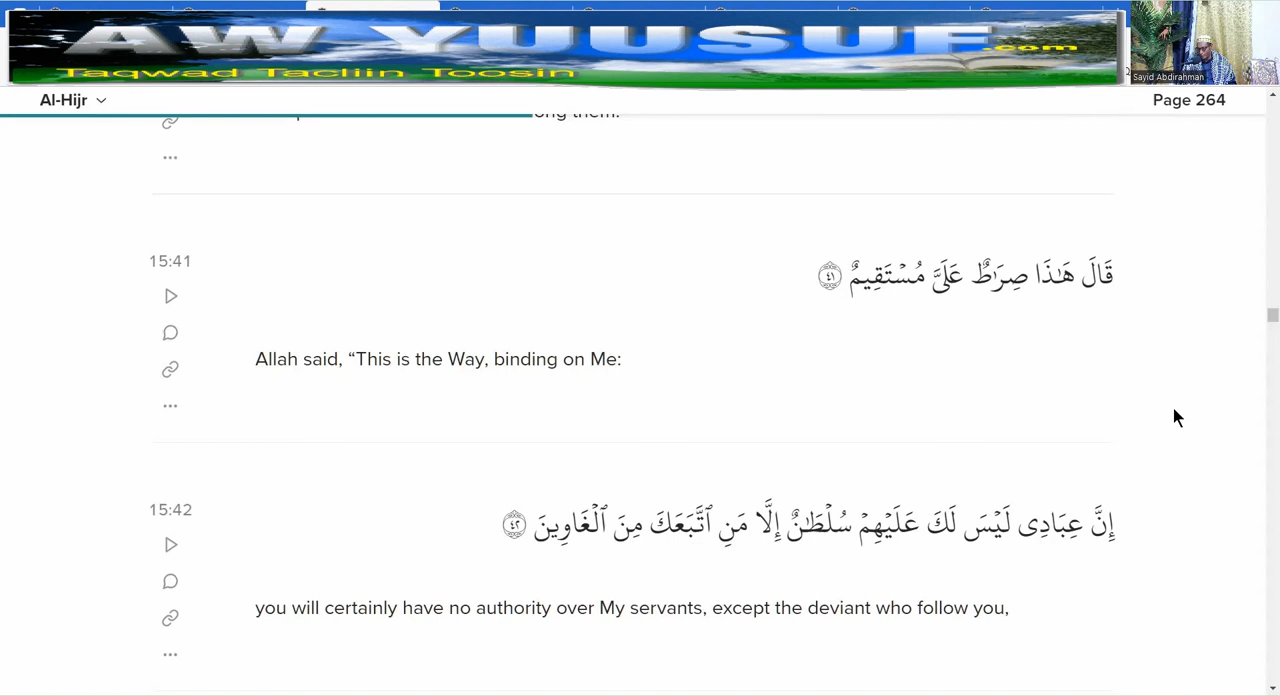 AW YUUSUF.com
Taqwad Tacliin Toosin
Sayid Abdirahman
Al-Hijr
Page 264
ong them.
15:41
قَالَ هَـٰذَا صِرَٰطٌ عَلَىَّ مُسْتَقِيمٌ ٤١
Allah said, “This is the Way, binding on Me:
15:42
إِنَّ عِبَادِى لَيْسَ لَكَ عَلَيْهِمْ سُلْطَـٰنٌ إِلَّا مَنِ ٱتَّبَعَكَ مِنَ ٱلْغَاوِينَ ٤٢
you will certainly have no authority over My servants, except the deviant who follow you,